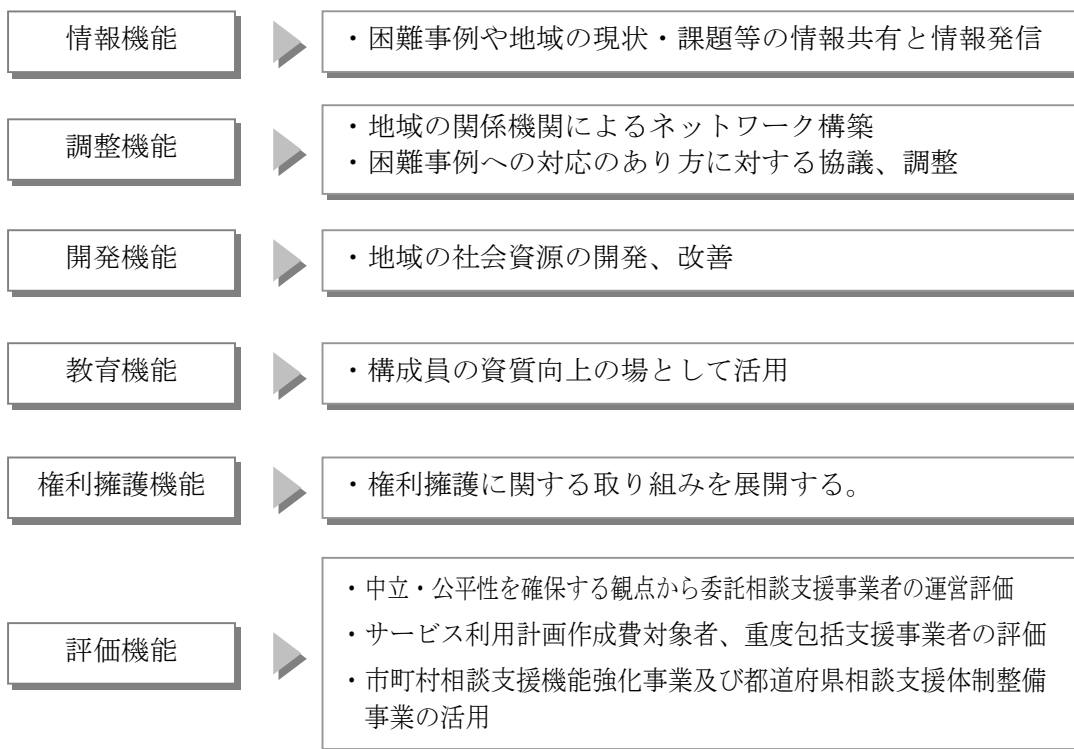 情報機能
・困難事例や地域の現状・課題等の情報共有と情報発信
調整機能
・地域の関係機関によるネットワーク構築
・困難事例への対応のあり方に対する協議、調整
開発機能
・地域の社会資源の開発、改善
教育機能
・構成員の資質向上の場として活用
権利擁護機能
・権利擁護に関する取り組みを展開する。
評価機能
・中立・公平性を確保する観点から委託相談支援事業者の運営評価
・サービス利用計画作成費対象者、重度包括支援事業者の評価
・市町村相談支援機能強化事業及び都道府県相談支援体制整備
事業の活用